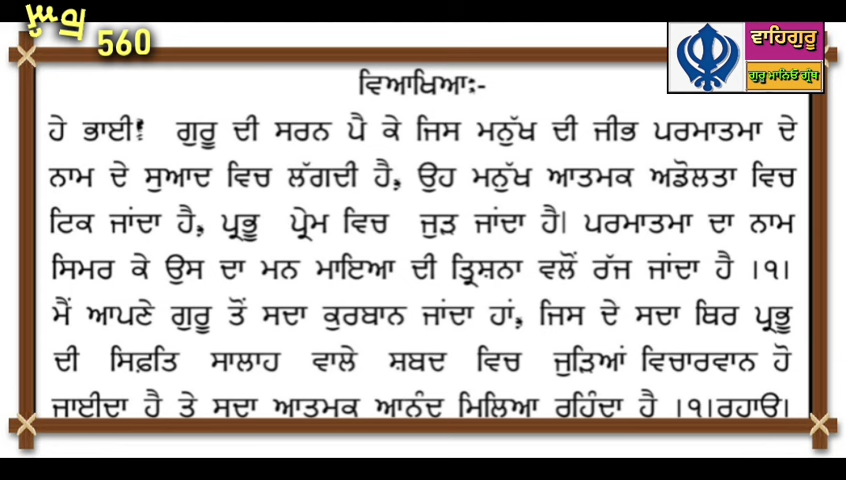 ਅੰਗ
560
ਵਾਹਿਗੁਰੂ
ਗੁਰੂ ਮਾਨਿਓ ਗ੍ਰੰਥ
ਵਿਆਖਿਆ:-
ਹੇ ਭਾਈ! ਗੁਰੂ ਦੀ ਸਰਨ ਪੈ ਕੇ ਜਿਸ ਮਨੁੱਖ ਦੀ ਜੀਭ ਪਰਮਾਤਮਾ ਦੇ
ਨਾਮ ਦੇ ਸੁਆਦ ਵਿਚ ਲੱਗਦੀ ਹੈ, ਉਹ ਮਨੁੱਖ ਆਤਮਕ ਅਡੋਲਤਾ ਵਿਚ
ਟਿਕ ਜਾਂਦਾ ਹੈ, ਪ੍ਰਭੂ ਪ੍ਰੇਮ ਵਿਚ ਜੁੜ ਜਾਂਦਾ ਹੈ। ਪਰਮਾਤਮਾ ਦਾ ਨਾਮ
ਸਿਮਰ ਕੇ ਉਸ ਦਾ ਮਨ ਮਾਇਆ ਦੀ ਤ੍ਰਿਸ਼ਨਾ ਵਲੋਂ ਰੱਜ ਜਾਂਦਾ ਹੈ ।੧।
ਮੈਂ ਆਪਣੇ ਗੁਰੂ ਤੋਂ ਸਦਾ ਕੁਰਬਾਨ ਜਾਂਦਾ ਹਾਂ, ਜਿਸ ਦੇ ਸਦਾ ਥਿਰ ਪ੍ਰਭੂ
ਦੀ ਸਿਫ਼ਤਿ ਸਾਲਾਹ ਵਾਲੇ ਸ਼ਬਦ ਵਿਚ ਜੁੜਿਆਂ ਵਿਚਾਰਵਾਨ ਹੋ
ਜਾਈਦਾ ਹੈ ਤੇ ਸਦਾ ਆਤਮਕ ਆਨੰਦ ਮਿਲਿਆ ਰਹਿੰਦਾ ਹੈ ।੧।ਰਹਾਉ।